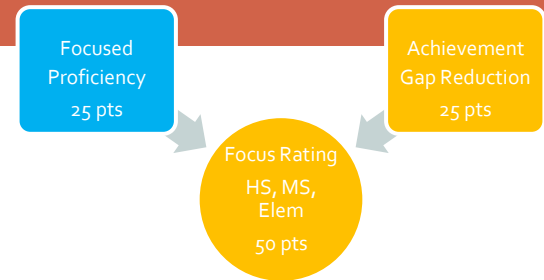 Focused
Proficiency
25 pts
Achievement
Gap Reduction
25 pts
Focus Rating
HS, MS,
Elem
50 pts